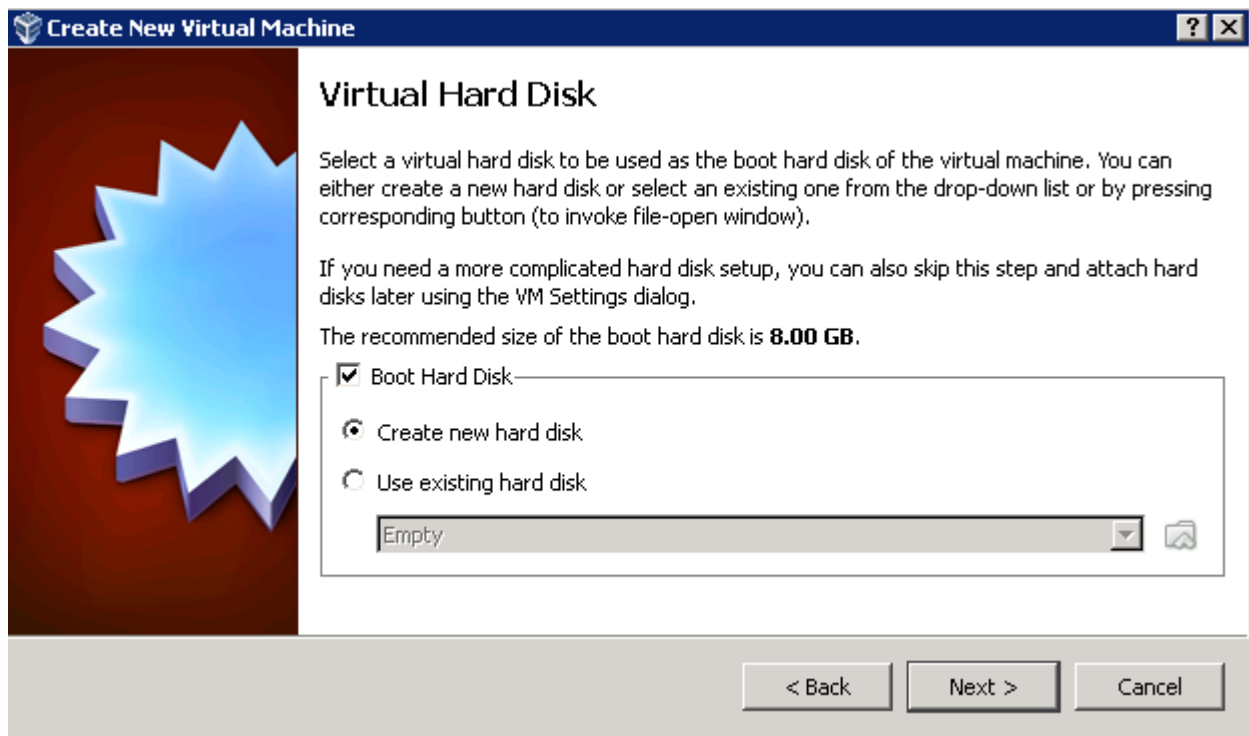 Create New Virtual Machine
?
Virtual Hard Disk
Select a virtual hard disk to be used as the boot hard disk of the virtual machine. You can
either create a new hard disk or select an existing one from the drop-down list or by pressing
corresponding button (to invoke file-open window).
If you need a more complicated hard disk setup, you can also skip this step and attach hard
disks later using the VM Settings dialog.
The recommended size of the boot hard disk is 8.00 GB.
Boot Hard Disk
Create new hard disk
Use existing hard disk
Empty
< Back Next > Cancel